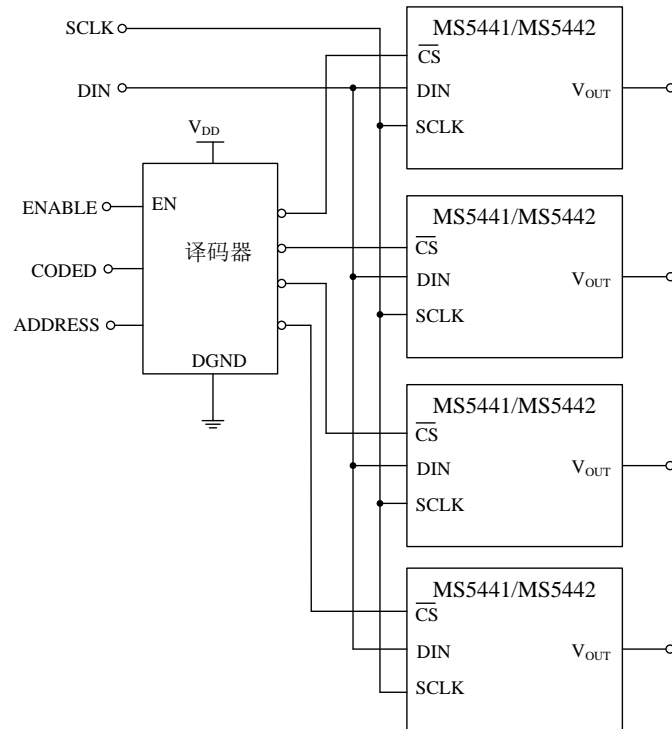 SCLK
MS5441/MS5442
CS
DIN
DIN
VOUT
SCLK
VDD
ENABLE
EN
译码器
CODED
ADDRESS
DGND
MS5441/MS5442
CS
DIN
VOUT
SCLK
MS5441/MS5442
CS
DIN
VOUT
SCLK
MS5441/MS5442
CS
DIN
VOUT
SCLK